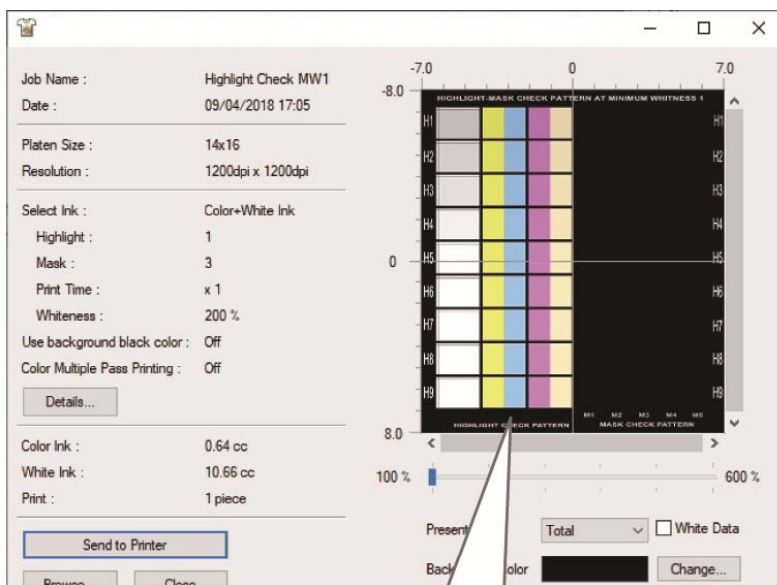 Job Name : Highlight Check MW1
Date : 09/04/2018 17:05
Platen Size : 14x16
Resolution : 1200dpi x 1200dpi
Select Ink : Color+White Ink
Highlight : 1
Mask : 3
Print Time : x 1
Whiteness : 200 %
Use background black color : Off
Color Multiple Pass Printing : Off
Details...
Color Ink : 0.64 cc
White Ink : 10.66 cc
Print : 1 piece
Send to Printer
Browse... Close
-7.0 0 7.0
-8.0
HIGHLIGHT-MASK CHECK PATTERN AT MINIMUM WHITNESS 1
H1 H1
H2 H2
H3 H3
H4 H4
0 H5 H5
H6 H6
H7 H7
H8 H8
H9 H9
M1 M2 M3 M4 M5
HIGHLIGHT CHECK PATTERN MASK CHECK PATTERN
8.0
100 % 600 %
Total White Data
Change...